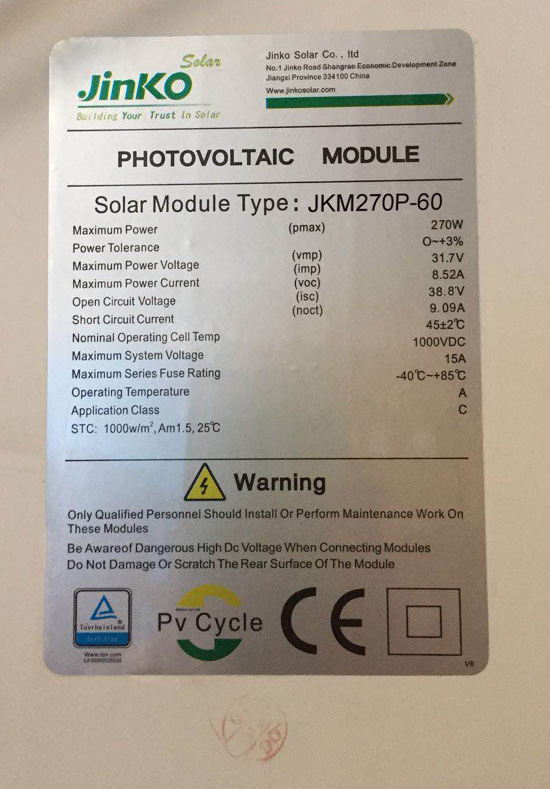 Solar
JinKO
Building Your Trust In Solar
Jinko Solar Co., ltd
No.1 Jinko Road Shangrao Economic Development Zone
Jiangxi Province 334100 China
Www.jinkosolar.com
PHOTOVOLTAIC MODULE
Solar Module Type: JKM270P-60
Maximum Power (pmax) 270W
Power Tolerance O~+3%
Maximum Power Voltage (vmp) 31.7V
Maximum Power Current (imp) 8.52A
Open Circuit Voltage (voc) 38.8V
Short Circuit Current (isc) 9.09A
Nominal Operating Cell Temp (noct) 45±2℃
Maximum System Voltage 1000VDC
Maximum Series Fuse Rating 15A
Operating Temperature -40℃~+85℃
Application Class A
C
STC: 1000w/m², Am1.5, 25℃
Warning
Only Qualified Personnel Should Install Or Perform Maintenance Work On
These Modules
Be Awareof Dangerous High Dc Voltage When Connecting Modules
Do Not Damage Or Scratch The Rear Surface Of The Module
Tüvrheinland
Certified
Www.tuv.com
Pv Cycle
CE
V6